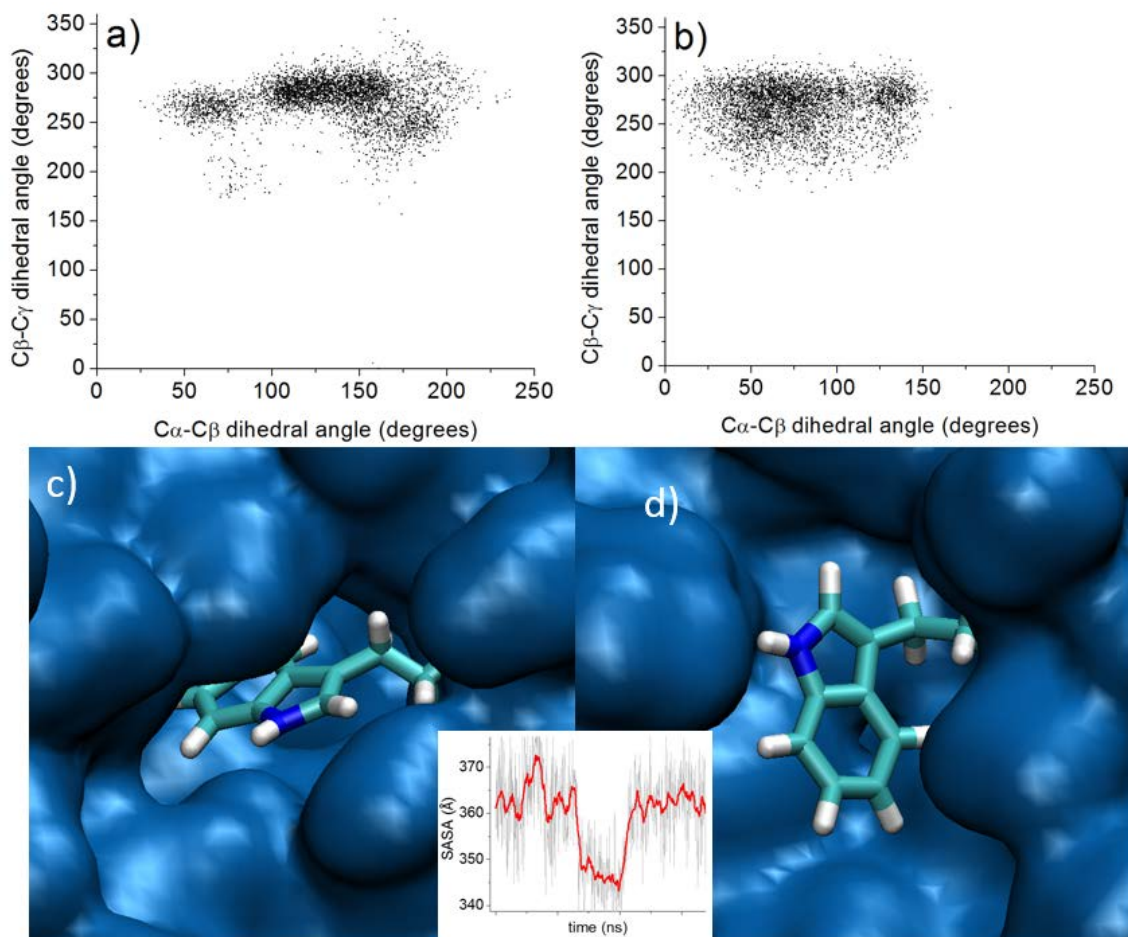 a)
350
300
250
200
150
100
50
0
Cβ-Cγ dihedral angle (degrees)
0 50 100 150 200 250
Cα-Cβ dihedral angle (degrees)
b)
350
300
250
200
150
100
50
0
Cβ-Cγ dihedral angle (degrees)
0 50 100 150 200 250
Cα-Cβ dihedral angle (degrees)
c)
d)
370
360
350
340
SASA (Å)
time (ns)